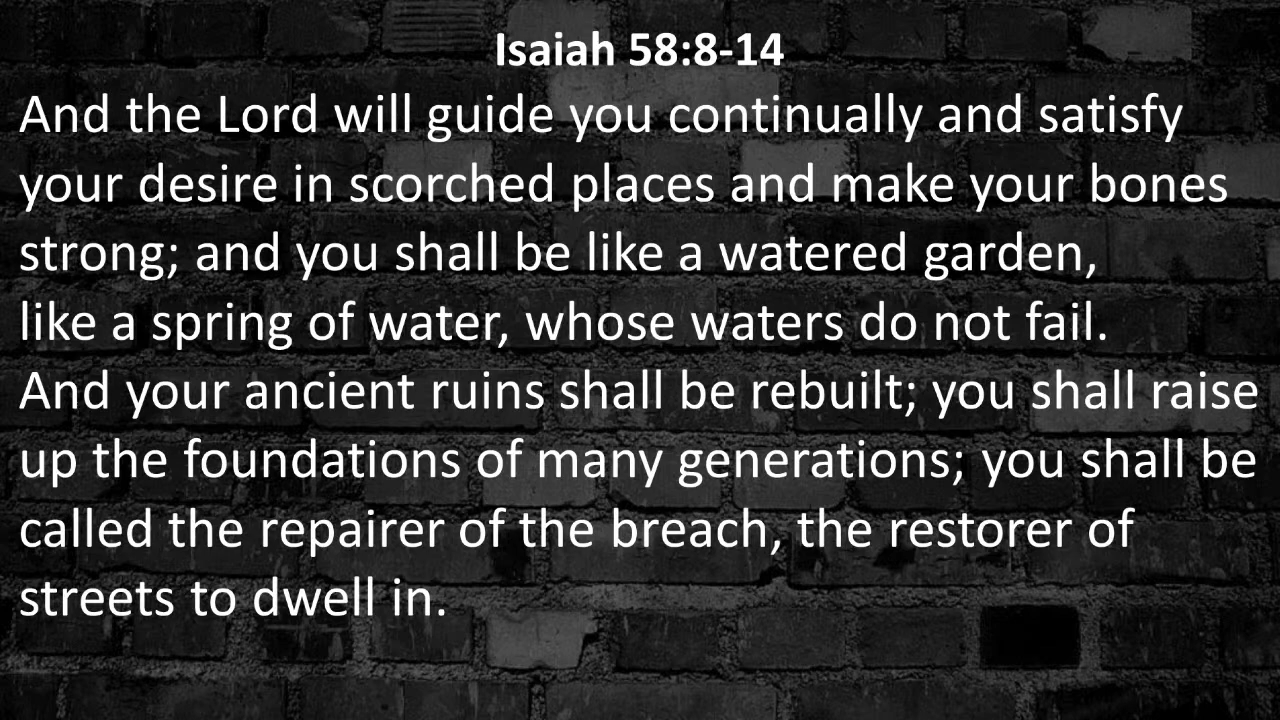 Isaiah 58:8-14
And the Lord will guide you continually and satisfy
your desire in scorched places and make your bones
strong; and you shall be like a watered garden,
like a spring of water, whose waters do not fail.
And your ancient ruins shall be rebuilt; you shall raise
up the foundations of many generations; you shall be
called the repairer of the breach, the restorer of
streets to dwell in.